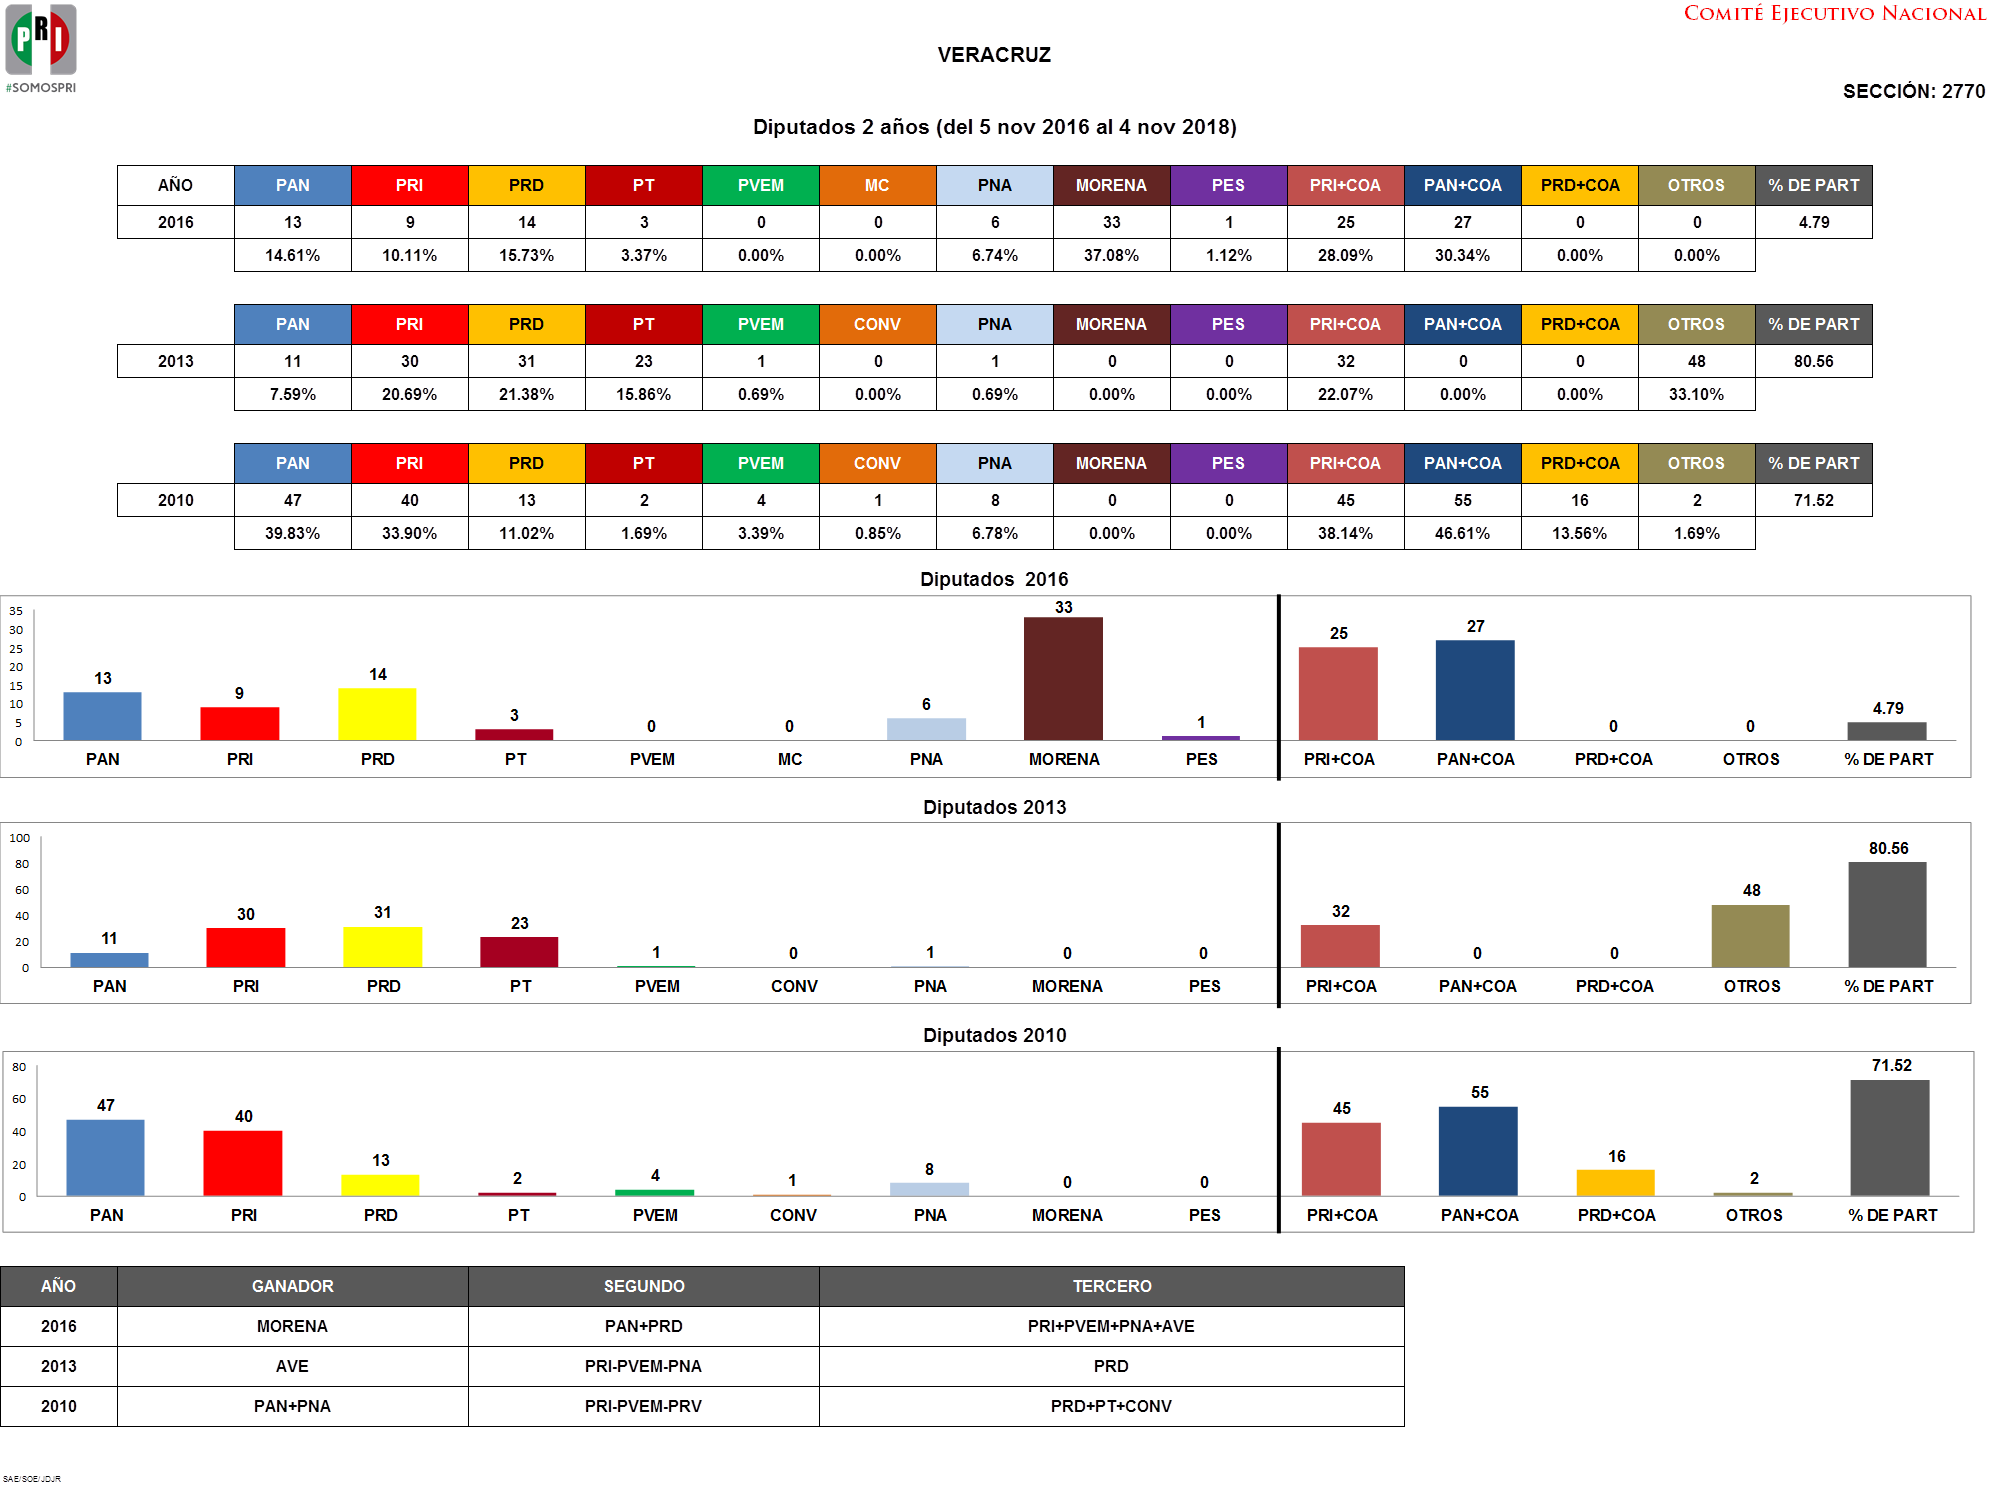 PRI
#SOMOSPRI
COMITÉ EJECUTIVO NACIONAL
VERACRUZ
SECCIÓN: 2770
Diputados 2 años (del 5 nov 2016 al 4 nov 2018)
AÑO PAN PRI PRD PT PVEM MC PNA MORENA PES PRI+COA PAN+COA PRD+COA OTROS % DE PART
2016 13 9 14 3 0 0 6 33 1 25 27 0 0 4.79
14.61% 10.11% 15.73% 3.37% 0.00% 0.00% 6.74% 37.08% 1.12% 28.09% 30.34% 0.00% 0.00%
PAN PRI PRD PT PVEM CONV PNA MORENA PES PRI+COA PAN+COA PRD+COA OTROS % DE PART
2013 11 30 31 23 1 0 1 0 0 32 0 0 48 80.56
7.59% 20.69% 21.38% 15.86% 0.69% 0.00% 0.69% 0.00% 0.00% 22.07% 0.00% 0.00% 33.10%
PAN PRI PRD PT PVEM CONV PNA MORENA PES PRI+COA PAN+COA PRD+COA OTROS % DE PART
2010 47 40 13 2 4 1 8 0 0 45 55 16 2 71.52
39.83% 33.90% 11.02% 1.69% 3.39% 0.85% 6.78% 0.00% 0.00% 38.14% 46.61% 13.56% 1.69%
Diputados 2016
35
30
25
20
15
10
5
0
13 9 14 3 0 0 6 33 1 25 27 0 0 4.79
PAN PRI PRD PT PVEM MC PNA MORENA PES PRI+COA PAN+COA PRD+COA OTROS % DE PART
Diputados 2013
100
80
60
40
20
0
11 30 31 23 1 0 1 0 0 32 0 0 48 80.56
PAN PRI PRD PT PVEM CONV PNA MORENA PES PRI+COA PAN+COA PRD+COA OTROS % DE PART
Diputados 2010
80
60
40
20
0
47 40 13 2 4 1 8 0 0 45 55 16 2 71.52
PAN PRI PRD PT PVEM CONV PNA MORENA PES PRI+COA PAN+COA PRD+COA OTROS % DE PART
AÑO GANADOR SEGUNDO TERCERO
2016 MORENA PAN+PRD PRI+PVEM+PNA+AVE
2013 AVE PRI-PVEM-PNA PRD
2010 PAN+PNA PRI-PVEM-PRV PRD+PT+CONV
SAE/SOE/JDJR